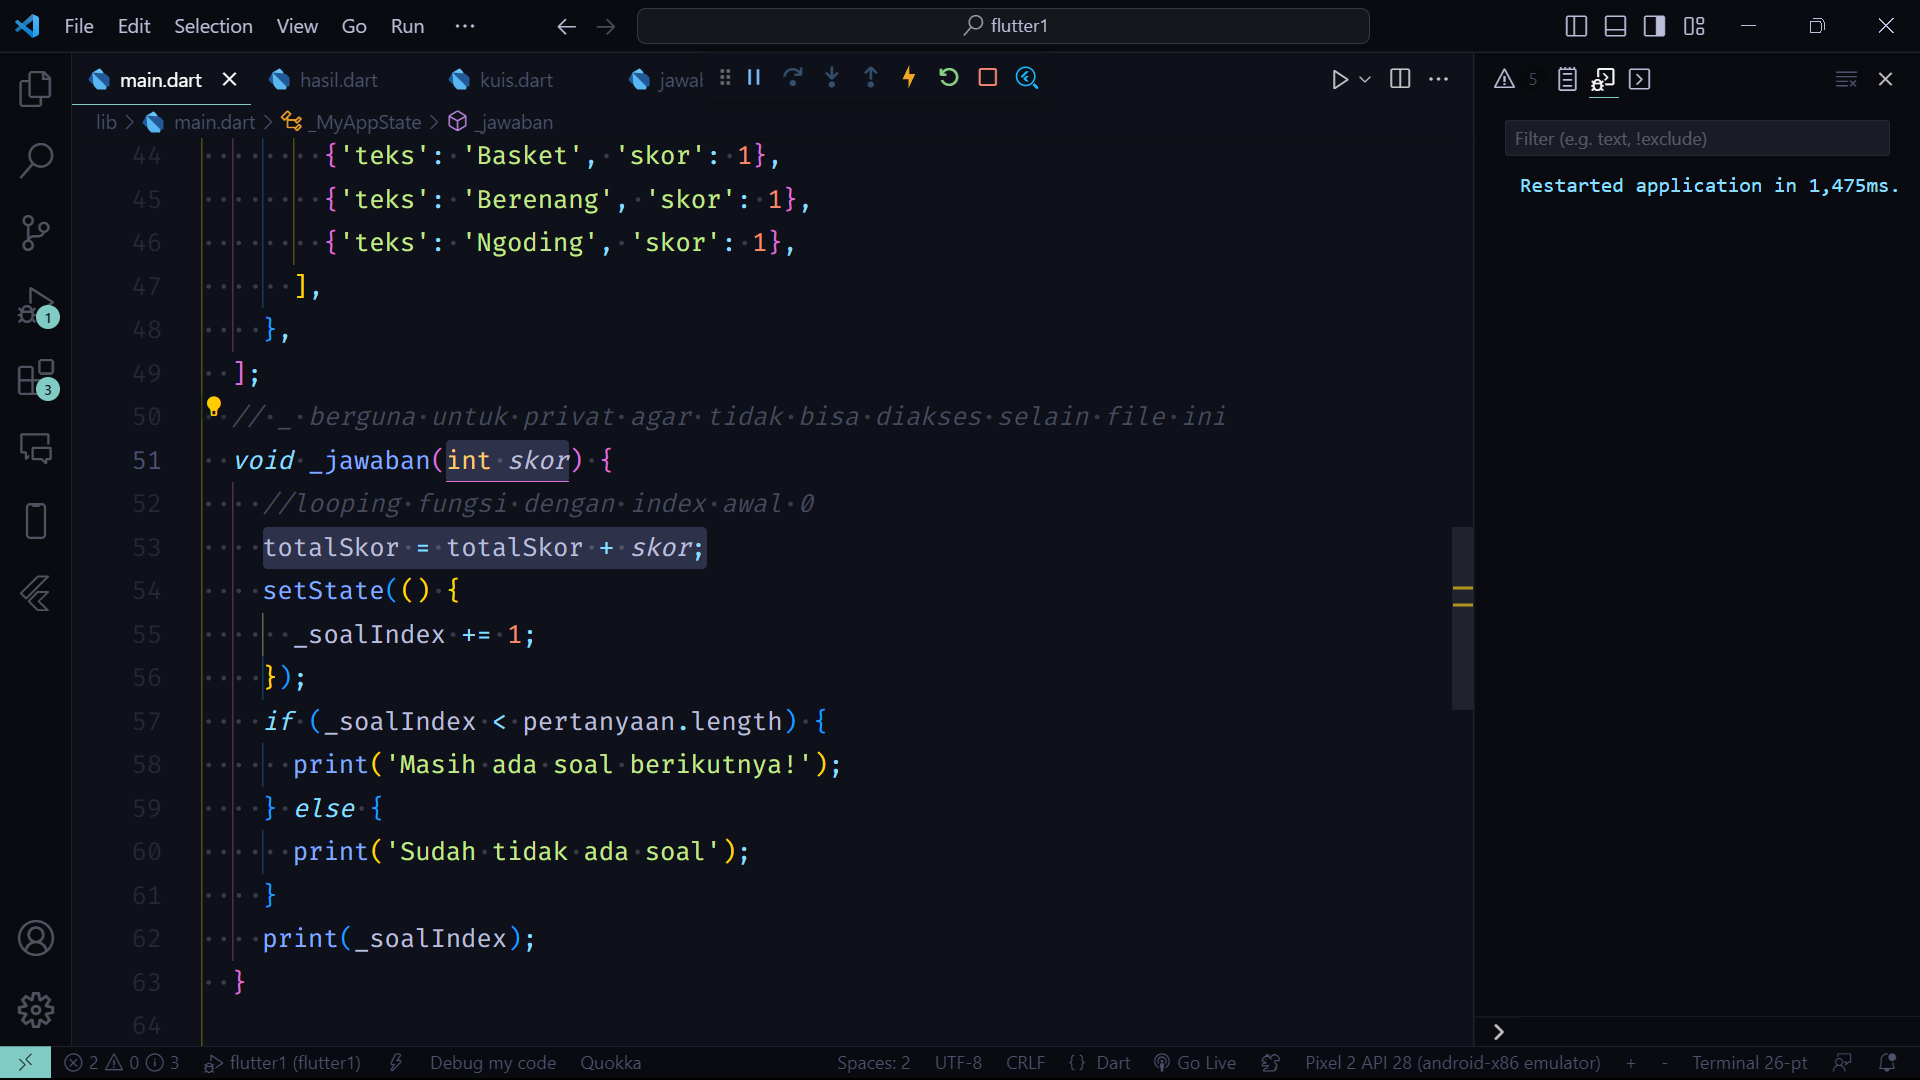 File Edit Selection View Go Run ··· flutter1
main.dart hasil.dart kuis.dart jawab
lib > main.dart > _MyAppState > _jawaban
44 {'teks': 'Basket', 'skor': 1},
45 {'teks': 'Berenang', 'skor': 1},
46 {'teks': 'Ngoding', 'skor': 1},
47 ],
48 },
49 ];
50 // _ berguna untuk privat agar tidak bisa diakses selain file ini
51 void _jawaban(int skor) {
52 //looping fungsi dengan index awal 0
53 totalSkor = totalSkor + skor;
54 setState(() {
55 _soalIndex += 1;
56 });
57 if (_soalIndex < pertanyaan.length) {
58 print('Masih ada soal berikutnya!');
59 } else {
60 print('Sudah tidak ada soal');
61 }
62 print(_soalIndex);
63 }
64
1
3
5
Filter (e.g. text, !exclude)
Restarted application in 1,475ms.
2 0 3 flutter1 (flutter1) Debug my code Quokka Spaces: 2 UTF-8 CRLF {} Dart Go Live Pixel 2 API 28 (android-x86 emulator) + - Terminal 26-pt